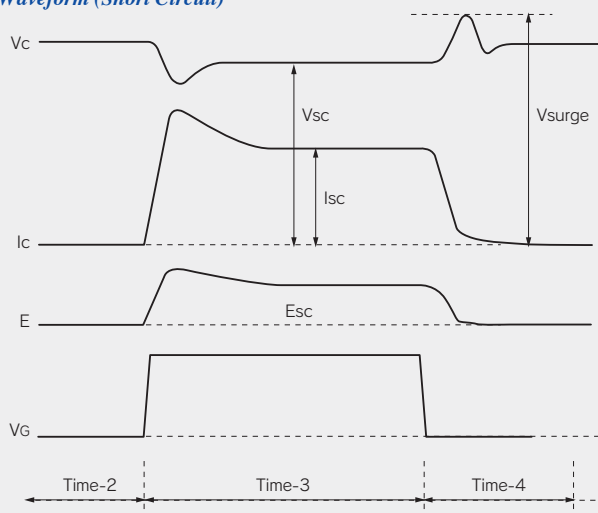 Waveform (Short Circuit)
Vc
Vsc
Vsurge
Isc
Ic
E
Esc
VG
Time-2 Time-3 Time-4